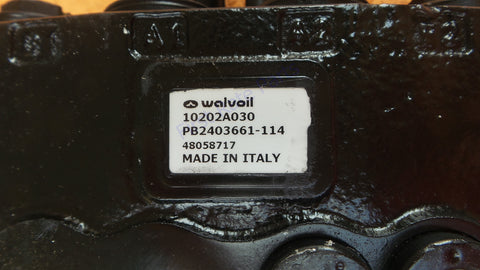 A1
walvoil
10202A030
PB2403661-114
48058717
MADE IN ITALY